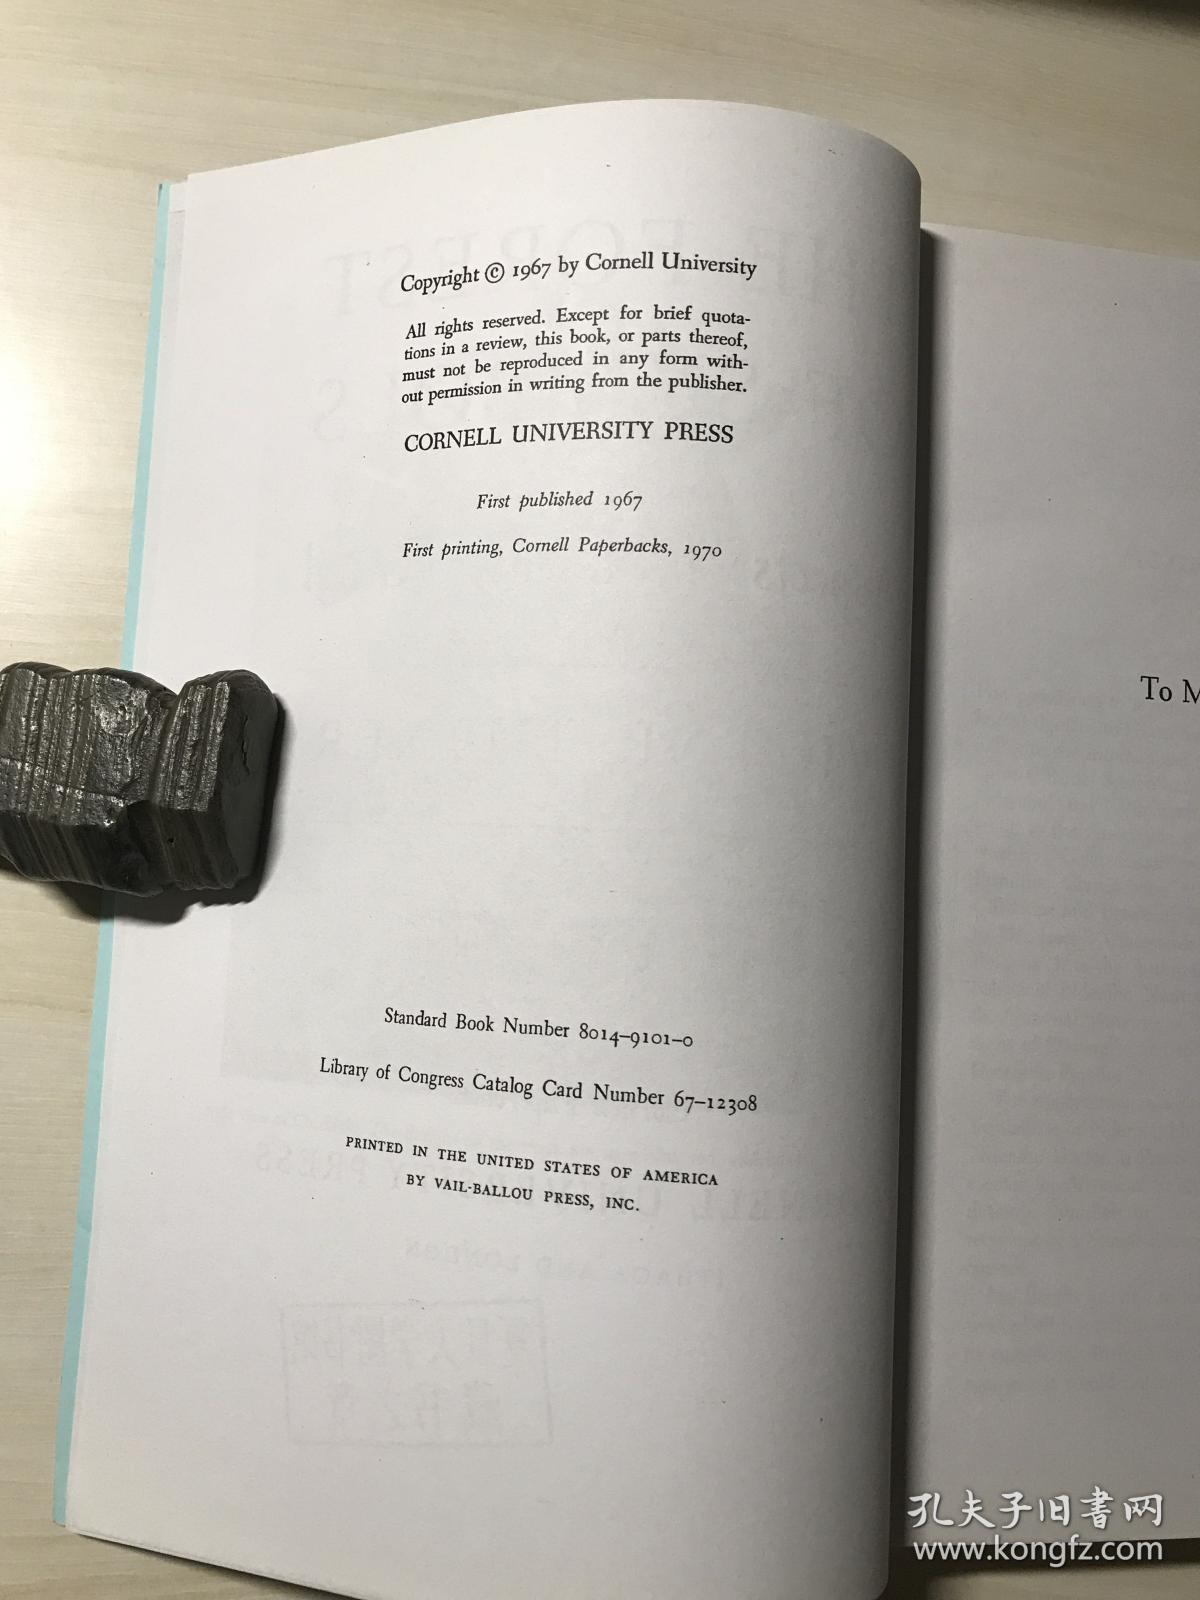 Copyright © 1967 by Cornell University
All rights reserved. Except for brief quota-
tions in a review, this book, or parts thereof,
must not be reproduced in any form with-
out permission in writing from the publisher.
CORNELL UNIVERSITY PRESS
First published 1967
First printing, Cornell Paperbacks, 1970
Standard Book Number 8014-9101-0
Library of Congress Catalog Card Number 67-12308
PRINTED IN THE UNITED STATES OF AMERICA
BY VAIL-BALLOU PRESS, INC.
To M
孔夫子旧书网
www.kongfz.com